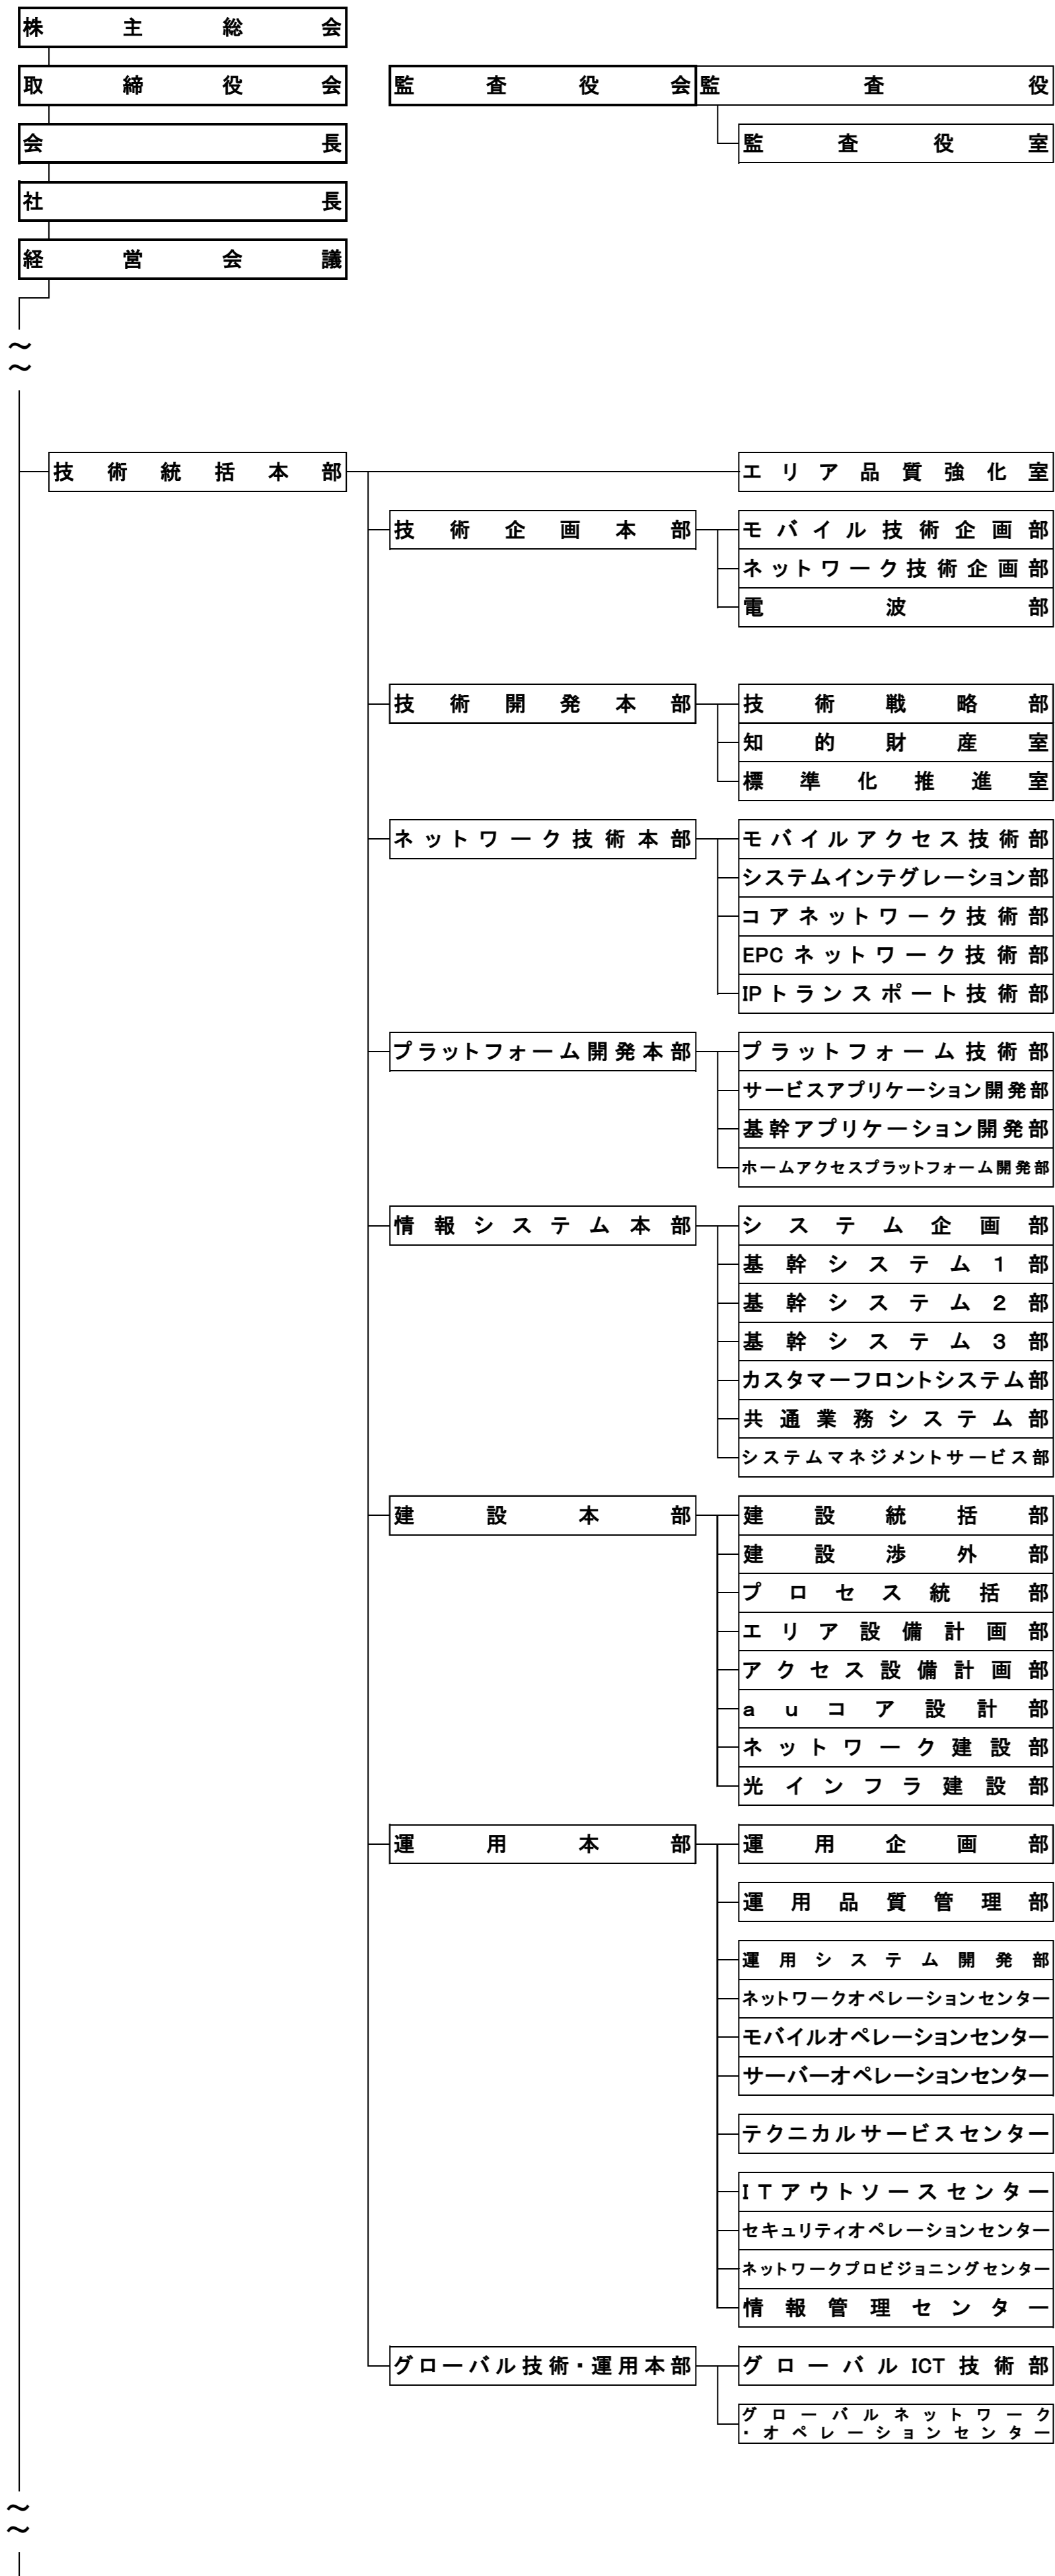 株主総会
取締役会
監査役会 監査役
会長
監査役室
社長
経営会議
～
～
技術統括本部
エリア品質強化室
技術企画本部
モバイル技術企画部
ネットワーク技術企画部
電波部
技術開発本部
技術戦略部
知的財産室
標準化推進室
ネットワーク技術本部
モバイルアクセス技術部
システムインテグレーション部
コアネットワーク技術部
EPCネットワーク技術部
IPトランスポート技術部
プラットフォーム開発本部
プラットフォーム技術部
サービスアプリケーション開発部
基幹アプリケーション開発部
ホームアクセスプラットフォーム開発部
情報システム本部
システム企画部
基幹システム1部
基幹システム2部
基幹システム3部
カスタマーフロントシステム部
共通業務システム部
システムマネジメントサービス部
建設本部
建設統括部
建設渉外部
プロセス統括部
エリア設備計画部
アクセス設備計画部
auコア設計部
ネットワーク建設部
光インフラ建設部
運用本部
運用企画部
運用品質管理部
運用システム開発部
ネットワークオペレーションセンター
モバイルオペレーションセンター
サーバーオペレーションセンター
テクニカルサービスセンター
ITアウトソースセンター
セキュリティオペレーションセンター
ネットワークプロビジョニングセンター
情報管理センター
グローバル技術・運用本部
グローバルICT技術部
グローバルネットワーク
・オペレーションセンター
～
～